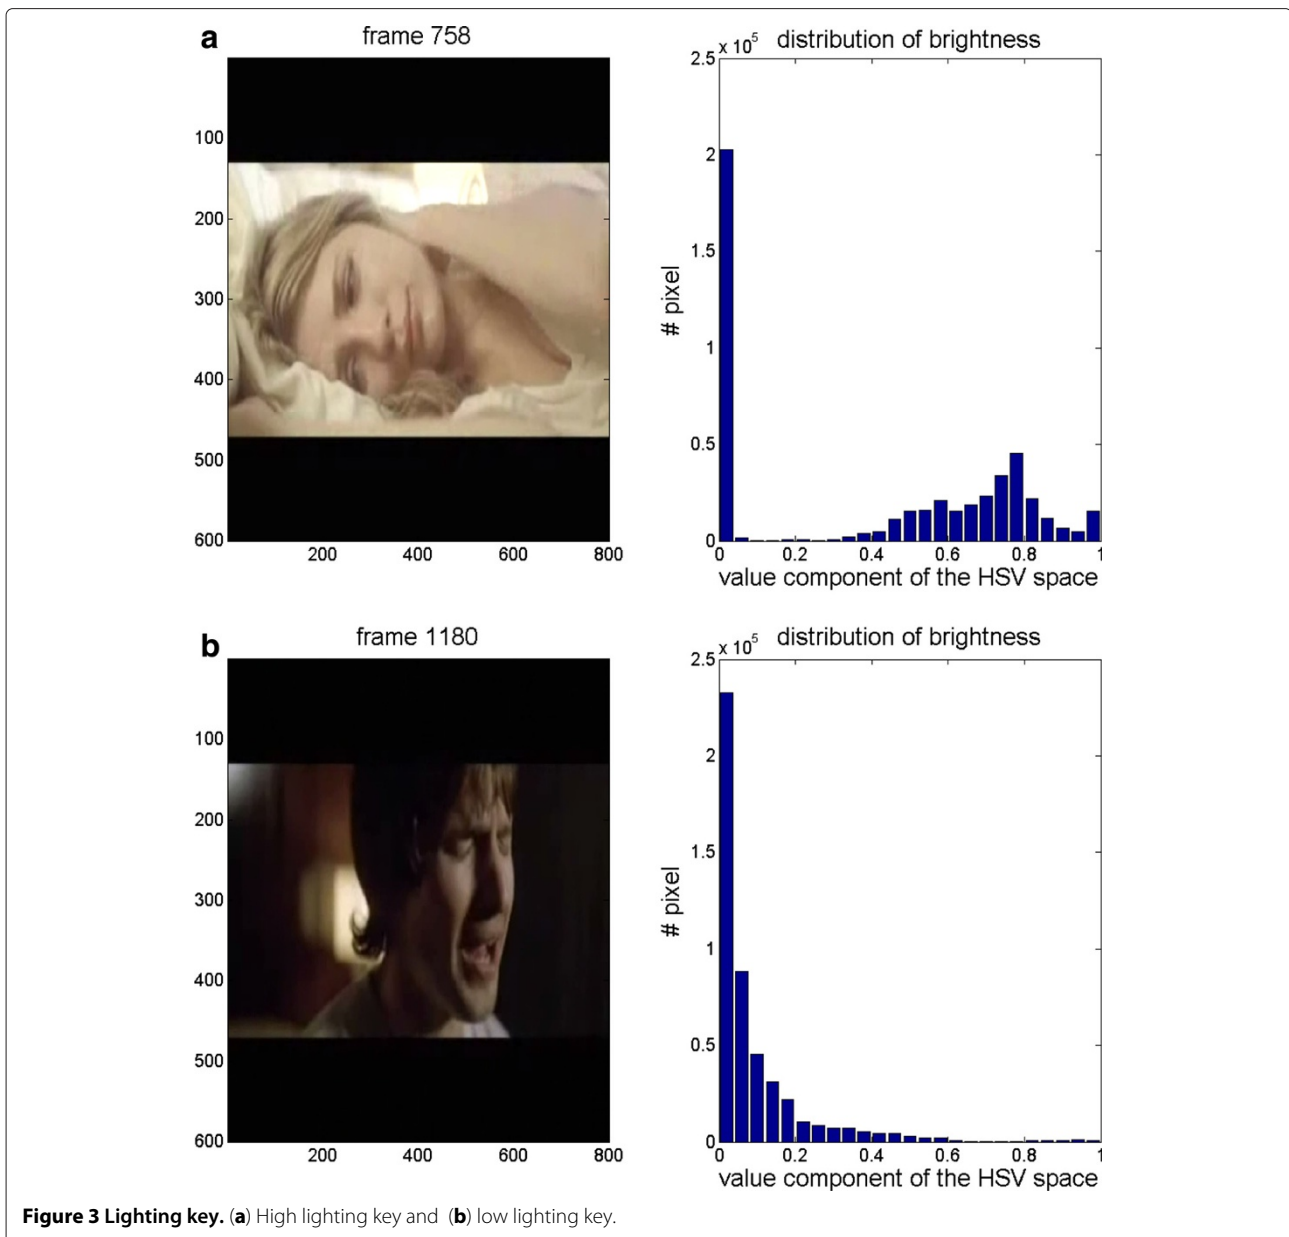 a
frame 758
100
200
300
400
500
600
200 400 600 800
distribution of brightness
x 10^5
2.5
2
1.5
1
0.5
0
# pixel
0 0.2 0.4 0.6 0.8 1
value component of the HSV space
b
frame 1180
100
200
300
400
500
600
200 400 600 800
distribution of brightness
x 10^5
2.5
2
1.5
1
0.5
0
# pixel
0 0.2 0.4 0.6 0.8 1
value component of the HSV space
Figure 3 Lighting key. (a) High lighting key and (b) low lighting key.